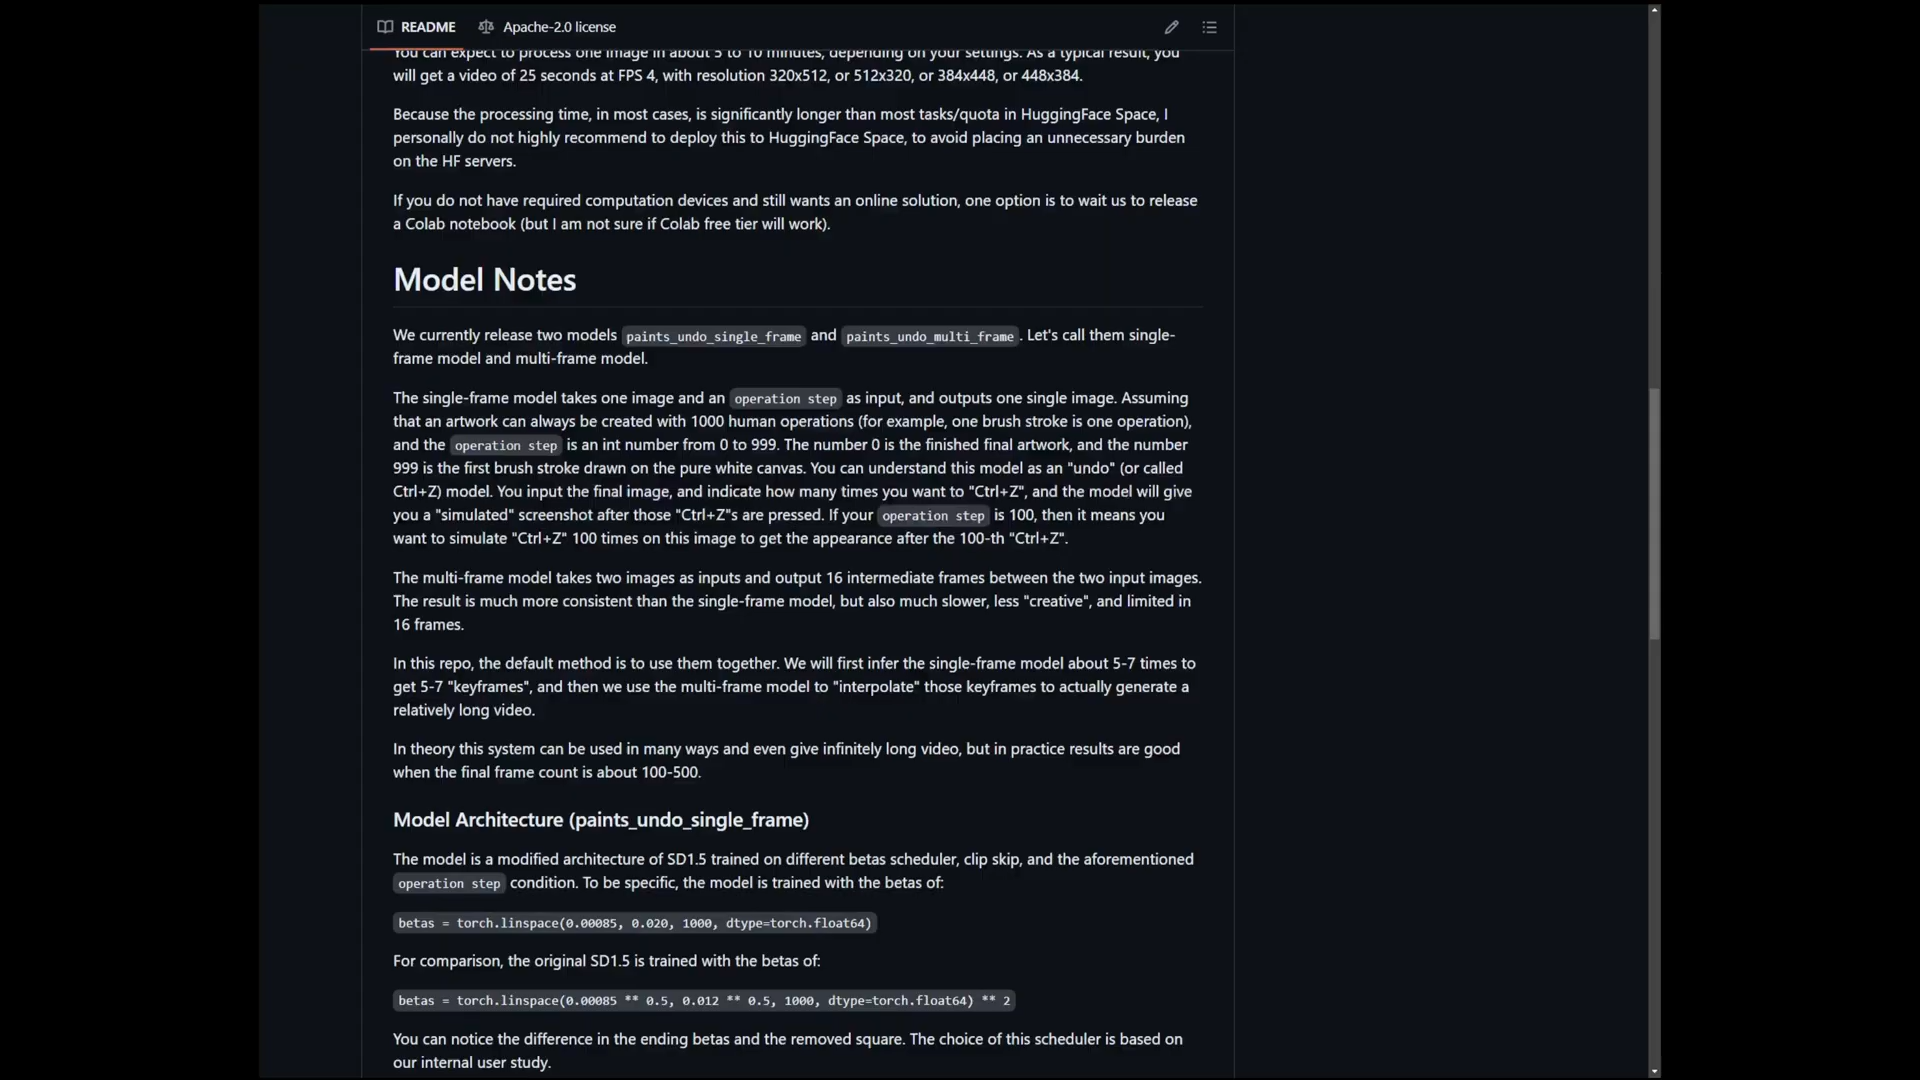 README Apache-2.0 license
You can expect to process one image in about 5 to 10 minutes, depending on your settings. As a typical result, you
will get a video of 25 seconds at FPS 4, with resolution 320x512, or 512x320, or 384x448, or 448x384.
Because the processing time, in most cases, is significantly longer than most tasks/quota in HuggingFace Space, I
personally do not highly recommend to deploy this to HuggingFace Space, to avoid placing an unnecessary burden
on the HF servers.
If you do not have required computation devices and still wants an online solution, one option is to wait us to release
a Colab notebook (but I am not sure if Colab free tier will work).
Model Notes
We currently release two models paints_undo_single_frame and paints_undo_multi_frame. Let's call them single-
frame model and multi-frame model.
The single-frame model takes one image and an operation step as input, and outputs one single image. Assuming
that an artwork can always be created with 1000 human operations (for example, one brush stroke is one operation),
and the operation step is an int number from 0 to 999. The number 0 is the finished final artwork, and the number
999 is the first brush stroke drawn on the pure white canvas. You can understand this model as an "undo" (or called
Ctrl+Z) model. You input the final image, and indicate how many times you want to "Ctrl+Z", and the model will give
you a "simulated" screenshot after those "Ctrl+Z"s are pressed. If your operation step is 100, then it means you
want to simulate "Ctrl+Z" 100 times on this image to get the appearance after the 100-th "Ctrl+Z".
The multi-frame model takes two images as inputs and output 16 intermediate frames between the two input images.
The result is much more consistent than the single-frame model, but also much slower, less "creative", and limited in
16 frames.
In this repo, the default method is to use them together. We will first infer the single-frame model about 5-7 times to
get 5-7 "keyframes", and then we use the multi-frame model to "interpolate" those keyframes to actually generate a
relatively long video.
In theory this system can be used in many ways and even give infinitely long video, but in practice results are good
when the final frame count is about 100-500.
Model Architecture (paints_undo_single_frame)
The model is a modified architecture of SD1.5 trained on different betas scheduler, clip skip, and the aforementioned
operation step condition. To be specific, the model is trained with the betas of:
betas = torch.linspace(0.00085, 0.020, 1000, dtype=torch.float64)
For comparison, the original SD1.5 is trained with the betas of:
betas = torch.linspace(0.00085 ** 0.5, 0.012 ** 0.5, 1000, dtype=torch.float64) ** 2
You can notice the difference in the ending betas and the removed square. The choice of this scheduler is based on
our internal user study.